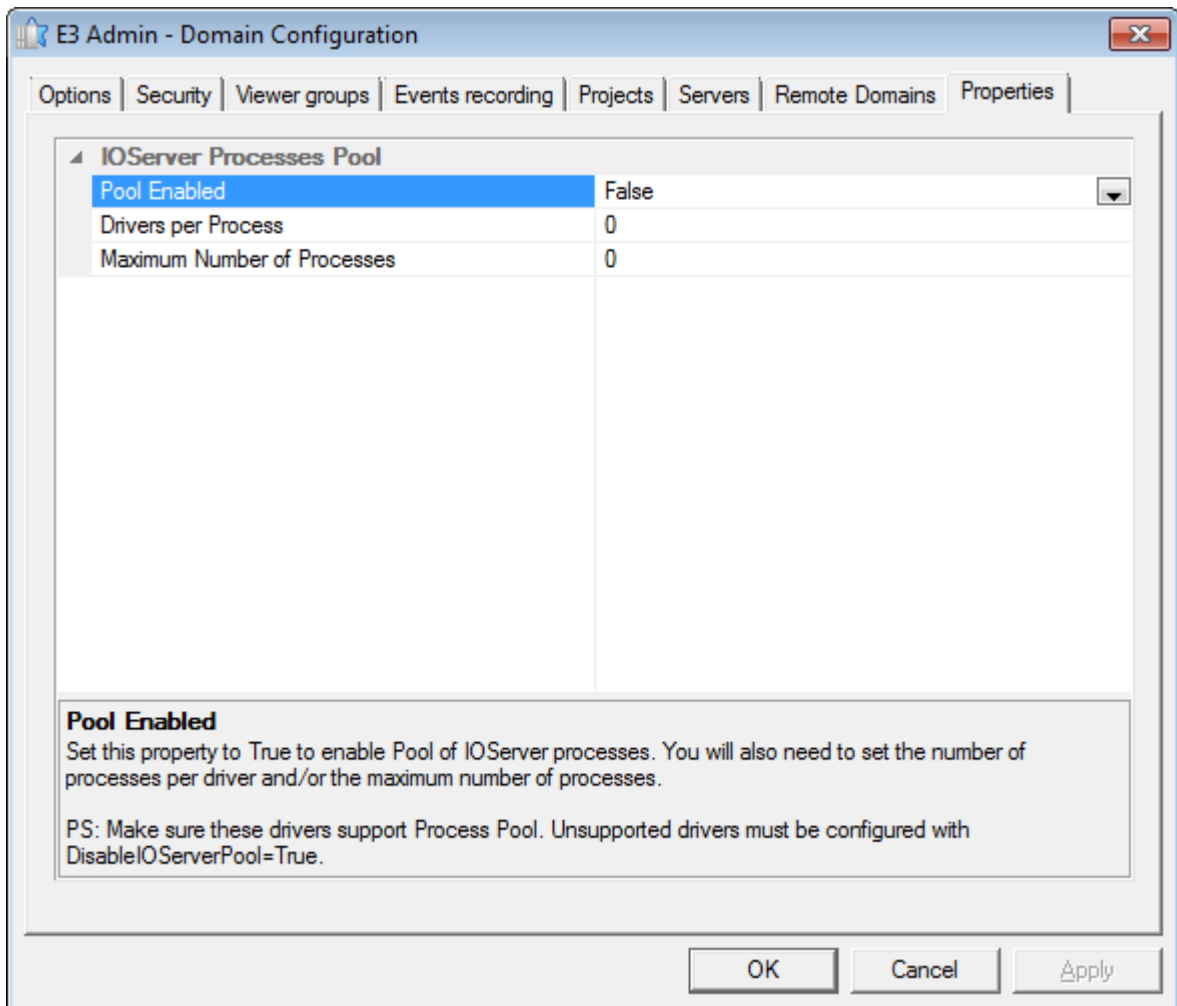 E3 Admin - Domain Configuration
Options Security Viewer groups Events recording Projects Servers Remote Domains Properties
IOServer Processes Pool
Pool Enabled False
Drivers per Process 0
Maximum Number of Processes 0
Pool Enabled
Set this property to True to enable Pool of IOServer processes. You will also need to set the number of
processes per driver and/or the maximum number of processes.
PS: Make sure these drivers support Process Pool. Unsupported drivers must be configured with
DisableIOServerPool=True.
OK Cancel Apply